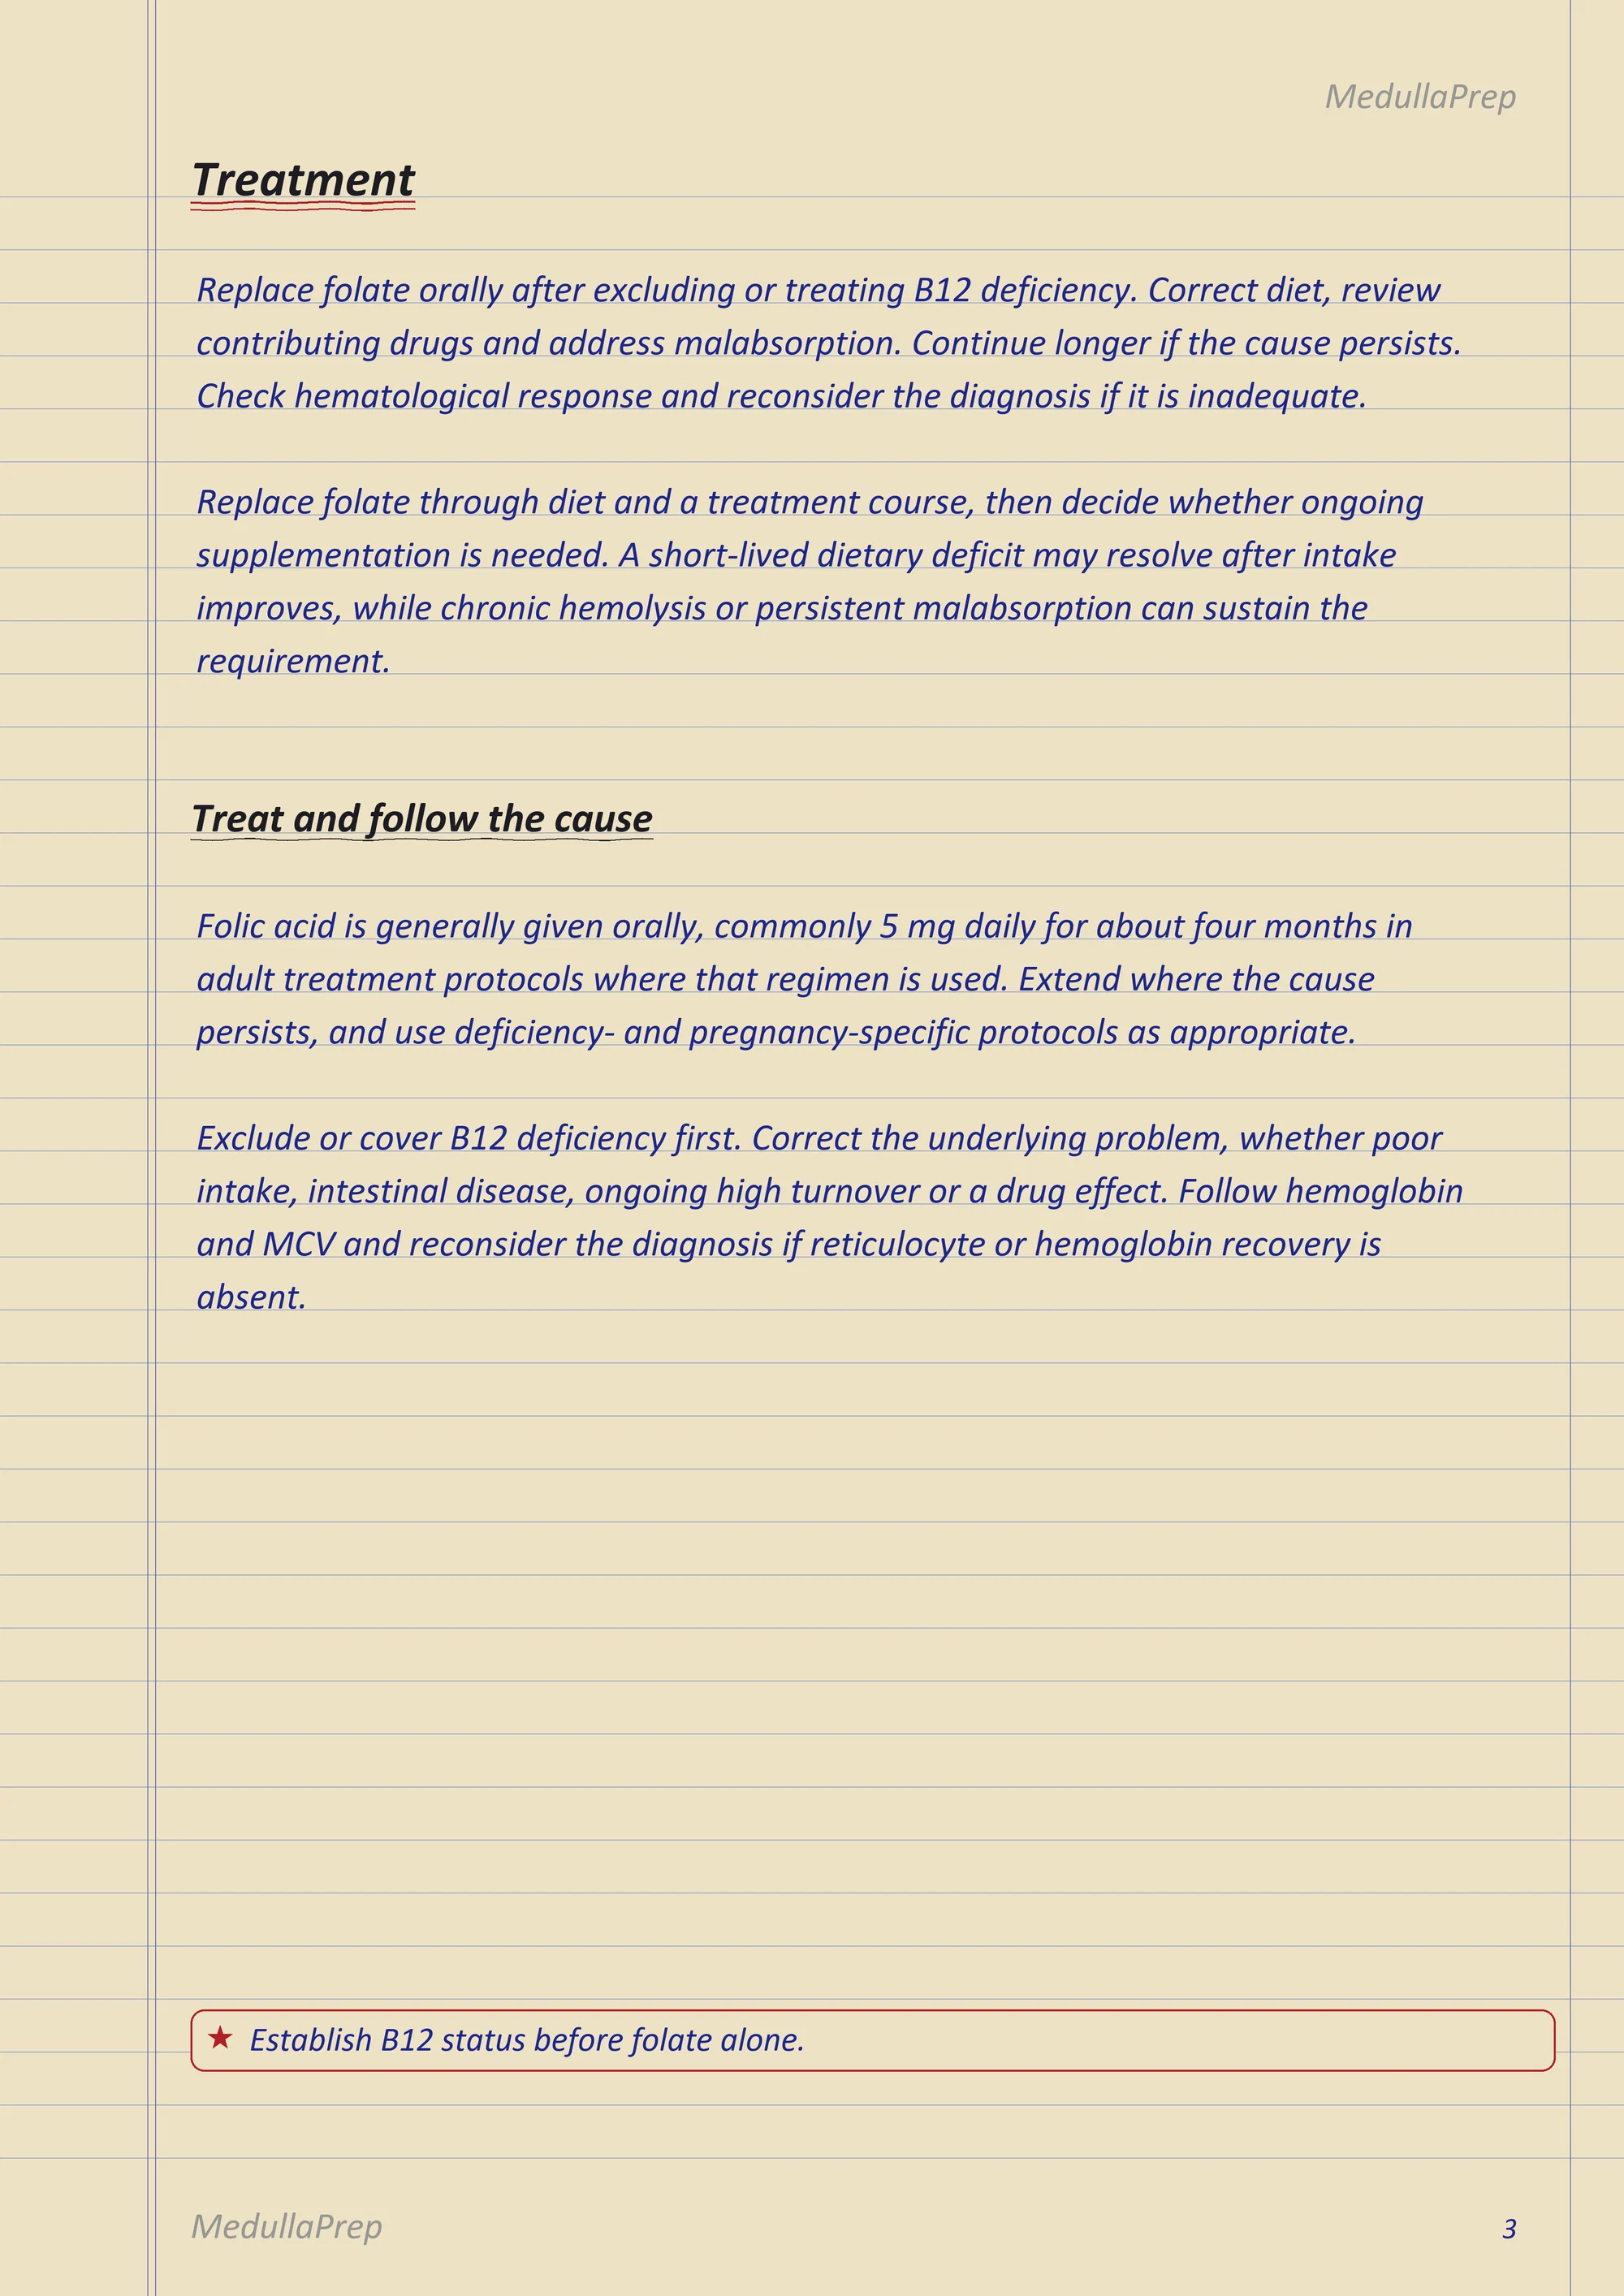 MedullaPrep
Treatment
Replace folate orally after excluding or treating B12 deficiency. Correct diet, review
contributing drugs and address malabsorption. Continue longer if the cause persists.
Check hematological response and reconsider the diagnosis if it is inadequate.
Replace folate through diet and a treatment course, then decide whether ongoing
supplementation is needed. A short-lived dietary deficit may resolve after intake
improves, while chronic hemolysis or persistent malabsorption can sustain the
requirement.
Treat and follow the cause
Folic acid is generally given orally, commonly 5 mg daily for about four months in
adult treatment protocols where that regimen is used. Extend where the cause
persists, and use deficiency- and pregnancy-specific protocols as appropriate.
Exclude or cover B12 deficiency first. Correct the underlying problem, whether poor
intake, intestinal disease, ongoing high turnover or a drug effect. Follow hemoglobin
and MCV and reconsider the diagnosis if reticulocyte or hemoglobin recovery is
absent.
★ Establish B12 status before folate alone.
MedullaPrep
3